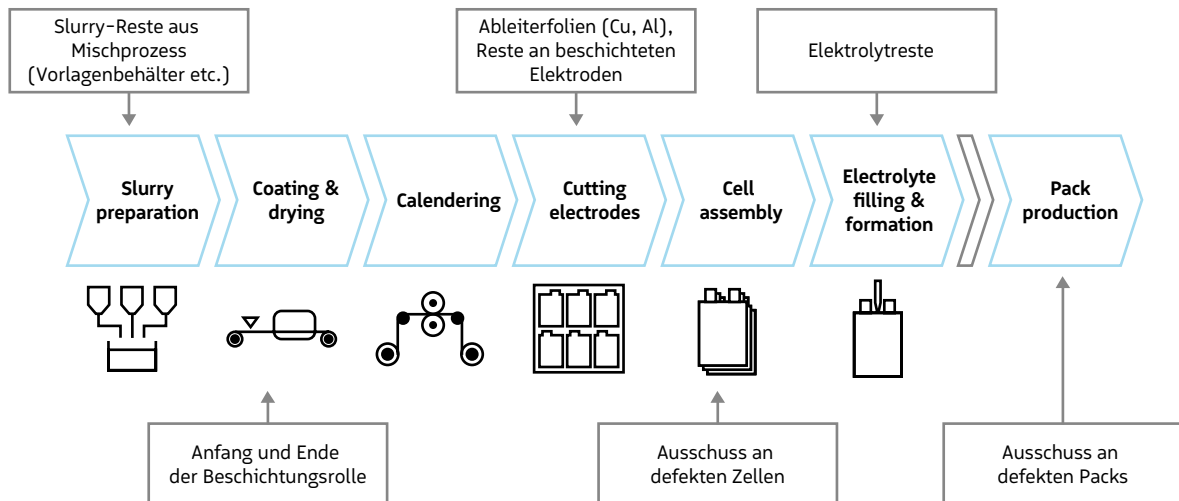 Slurry-Reste aus
Mischprozess
(Vorlagenbehälter etc.)
Ableiterfolien (Cu, Al),
Reste an beschichteten
Elektroden
Elektrolytreste
Slurry
preparation
Coating &
drying
Calendering
Cutting
electrodes
Cell
assembly
Electrolyte
filling &
formation
Pack
production
Anfang und Ende
der Beschichtungsrolle
Ausschuss an
defekten Zellen
Ausschuss an
defekten Packs